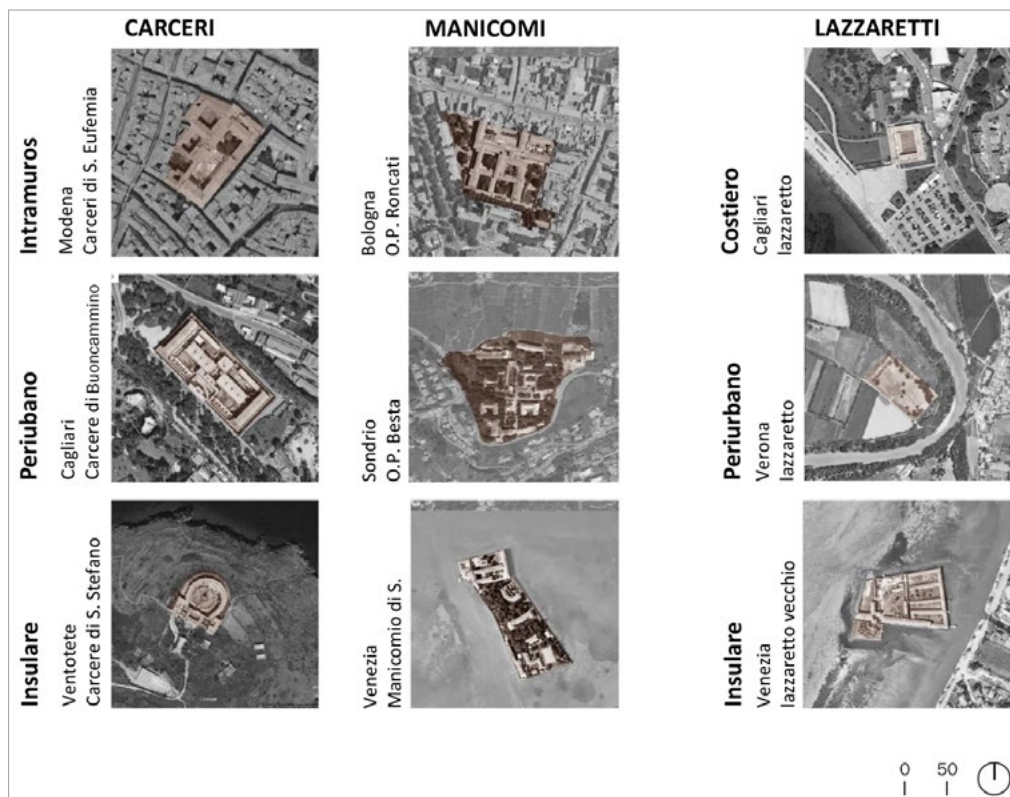 CARCERI
MANICOMI
LAZZARETTI
Intramuros
Modena
Carceri di S. Eufemia
Bologna
O.P. Roncati
Costiero
Cagliari
lazzaretto
Periubano
Cagliari
Carcere di Buoncammino
Sondrio
O.P. Besta
Periurbano
Verona
lazzaretto
Insulare
Ventotete
Carcere di S. Stefano
Venezia
Manicomio di S.
Insulare
Venezia
lazzaretto vecchio
0 50